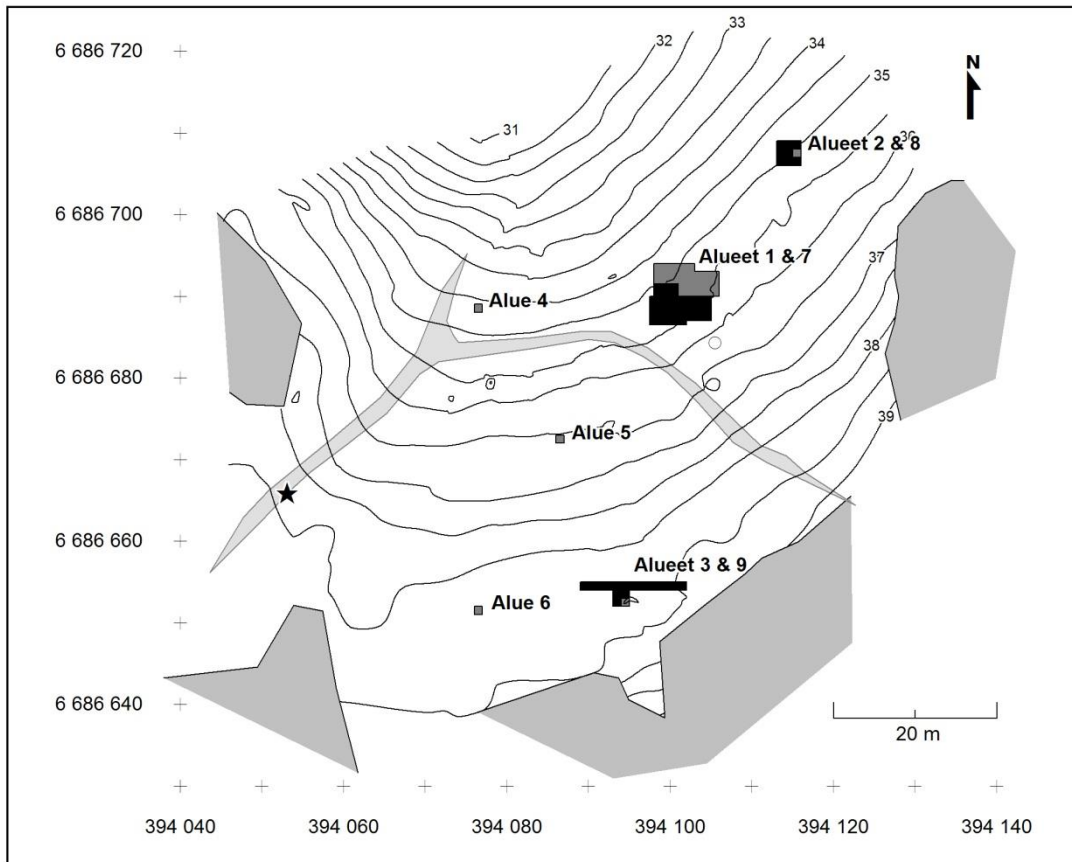 6 686 720
32
33
34
35
N
31
36
Alueet 2 & 8
6 686 700
Alueet 1 & 7
37
Alue 4
38
6 686 680
39
Alue 5
6 686 660
Alueet 3 & 9
Alue 6
6 686 640
20 m
394 040
394 060
394 080
394 100
394 120
394 140